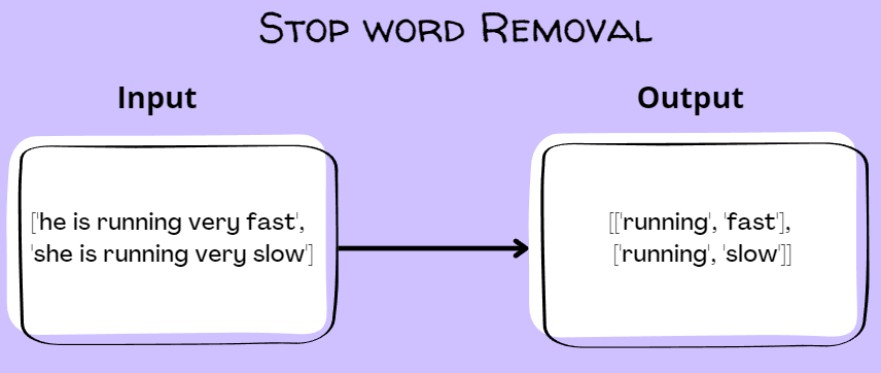 STOP WORD REMOVAL
Input
Output
['he is running very fast',
'she is running very slow']
[['running', 'fast'],
['running', 'slow']]